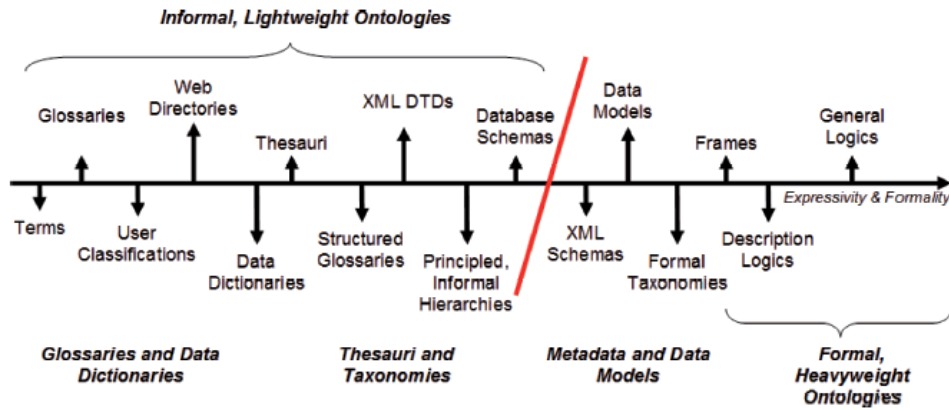 Informal, Lightweight Ontologies
Web
Directories
Data
Models
Glossaries
XML DTDs
Database
Schemas
General
Logics
Thesauri
Frames
Expressivity & Formality
Terms
User
Classifications
Data
Dictionaries
Structured
Glossaries
Principled,
Informal
Hierarchies
XML
Schemas
Formal
Taxonomies
Description
Logics
Glossaries and Data
Dictionaries
Thesauri and
Taxonomies
Metadata and Data
Models
Formal,
Heavyweight
Ontologies